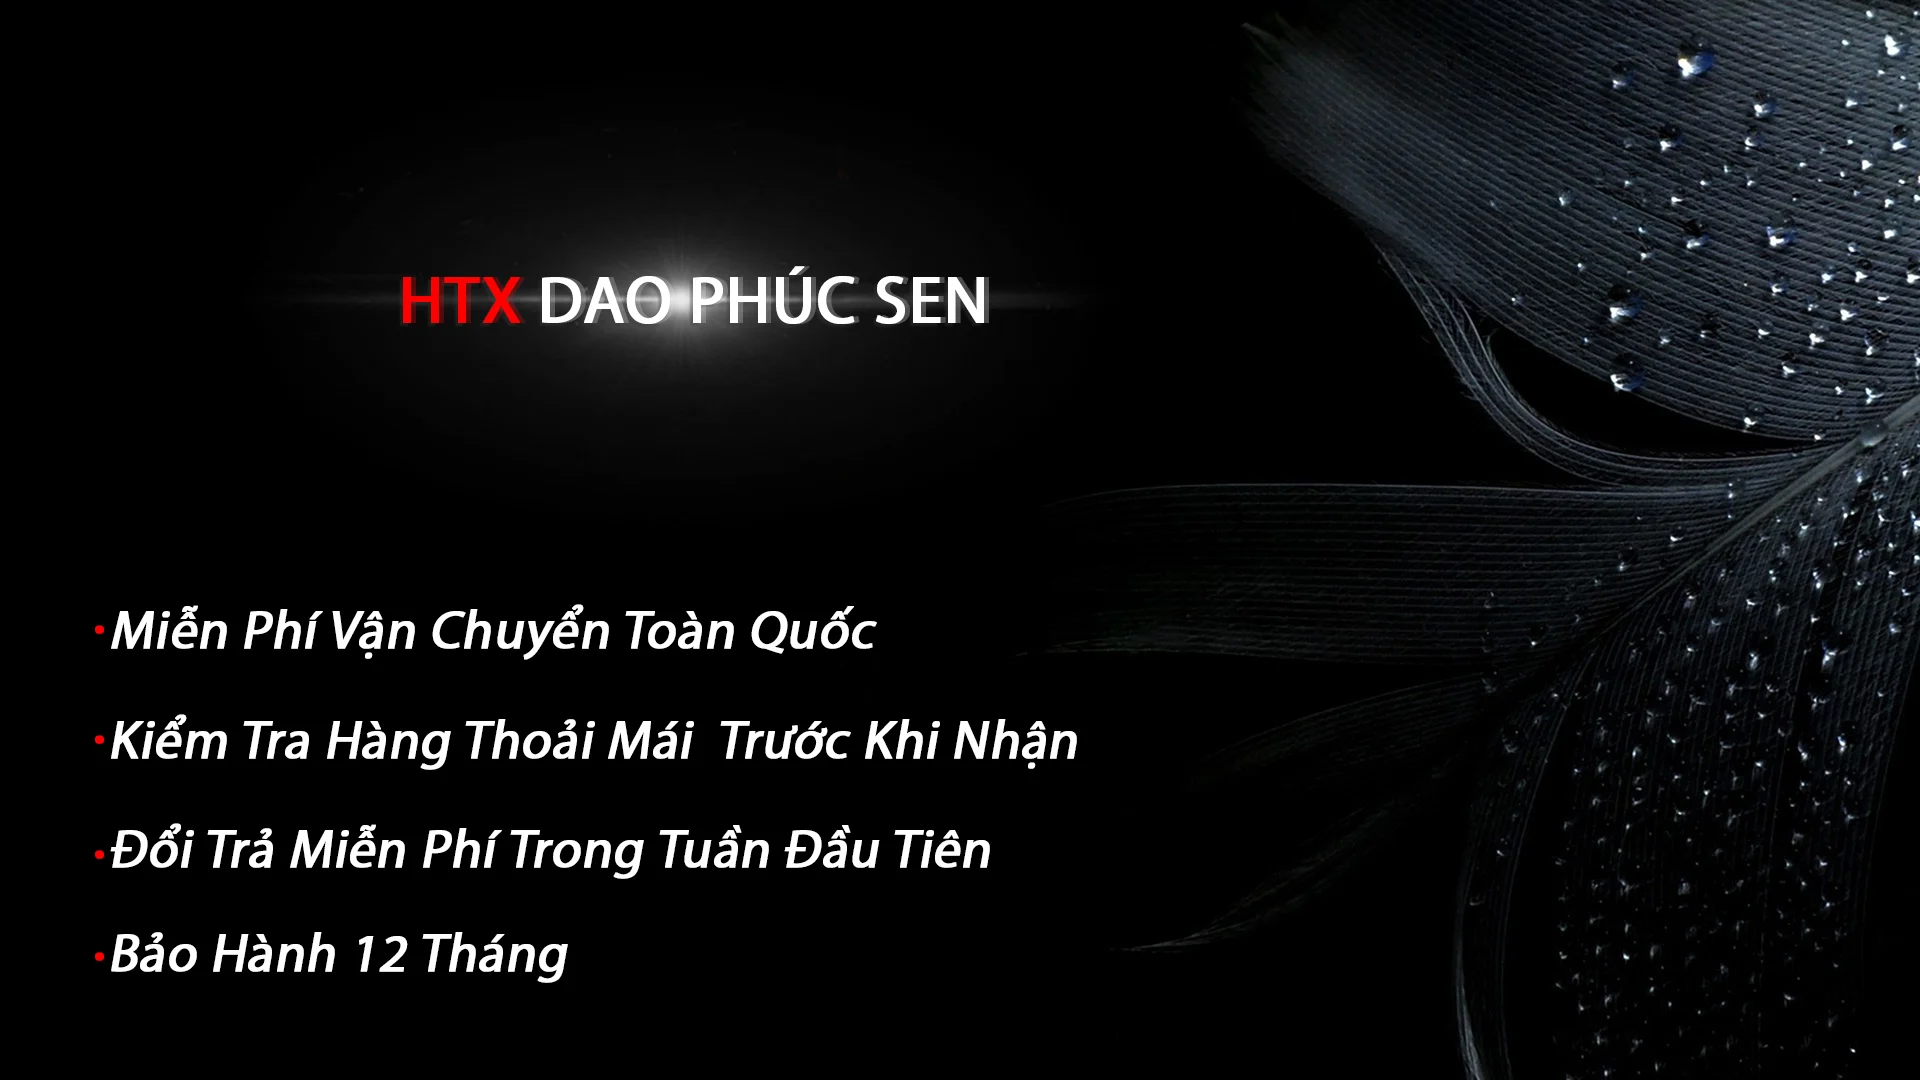 HTX DAO PHÚC SEN
•Miễn Phí Vận Chuyển Toàn Quốc
•Kiểm Tra Hàng Thoải Mái Trước Khi Nhận
•Đổi Trả Miễn Phí Trong Tuần Đầu Tiên
•Bảo Hành 12 Tháng